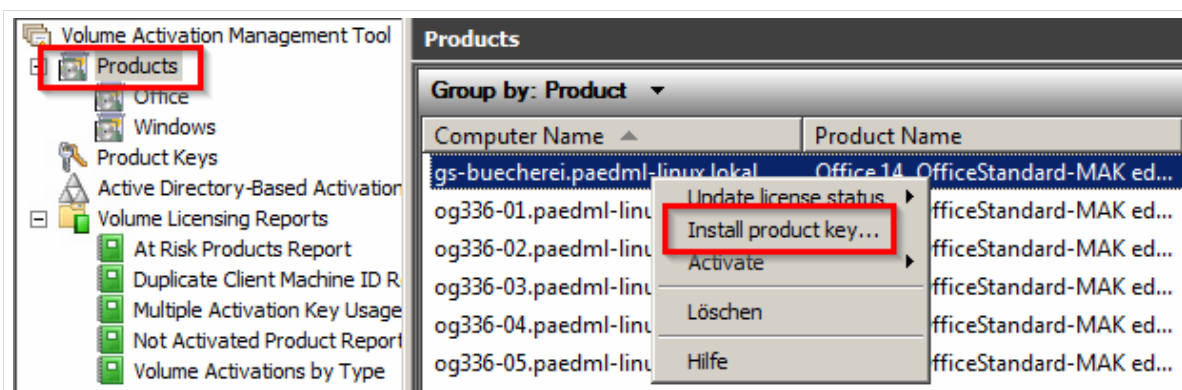 Volume Activation Management Tool
Products
Office
Windows
Product Keys
Active Directory-Based Activation
Volume Licensing Reports
At Risk Products Report
Duplicate Client Machine ID R
Multiple Activation Key Usage
Not Activated Product Report
Volume Activations by Type
Products
Group by: Product
Computer Name Product Name
gs-buecherei.paedml-linux.lokal Office 14, OfficeStandard-MAK ed...
og336-01.paedml-linu fficeStandard-MAK ed...
og336-02.paedml-linu fficeStandard-MAK ed...
og336-03.paedml-linu fficeStandard-MAK ed...
og336-04.paedml-linu fficeStandard-MAK ed...
og336-05.paedml-linu fficeStandard-MAK ed...
Update license status
Install product key...
Activate
Löschen
Hilfe